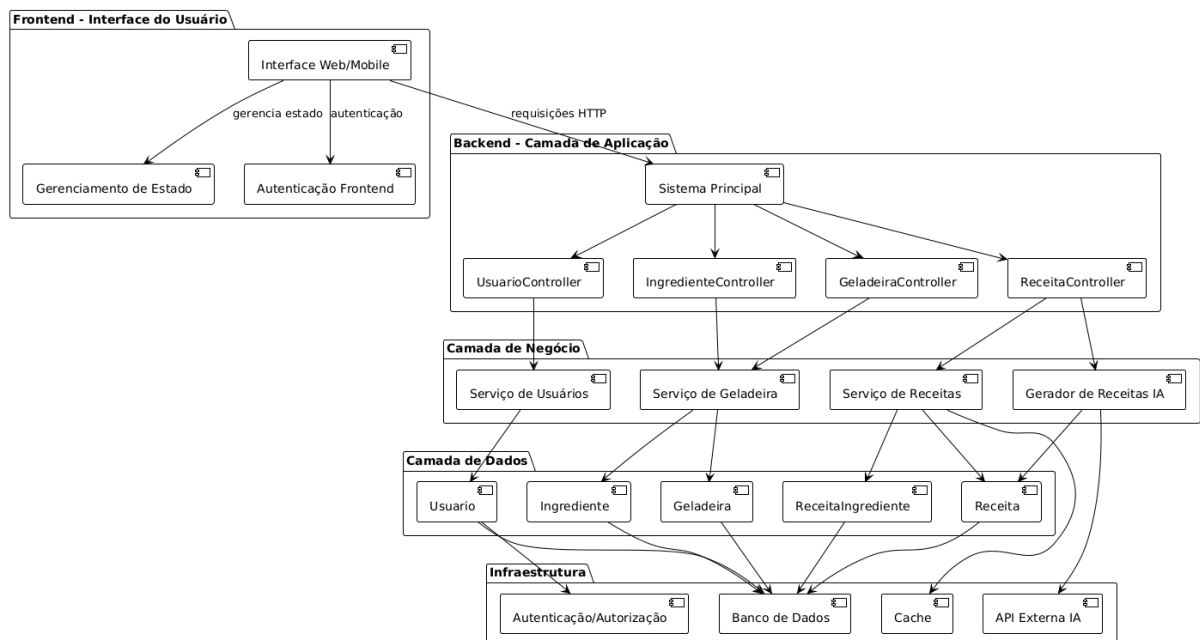 Frontend - Interface do Usuário
Interface Web/Mobile
gerencia estado
autenticação
requisições HTTP
Gerenciamento de Estado
Autenticação Frontend
Backend - Camada de Aplicação
Sistema Principal
UsuarioController
IngredienteController
GeladeiraController
ReceitaController
Camada de Negócio
Serviço de Usuários
Serviço de Geladeira
Serviço de Receitas
Gerador de Receitas IA
Camada de Dados
Usuario
Ingrediente
Geladeira
ReceitaIngrediente
Receita
Infraestrutura
Autenticação/Autorização
Banco de Dados
Cache
API Externa IA